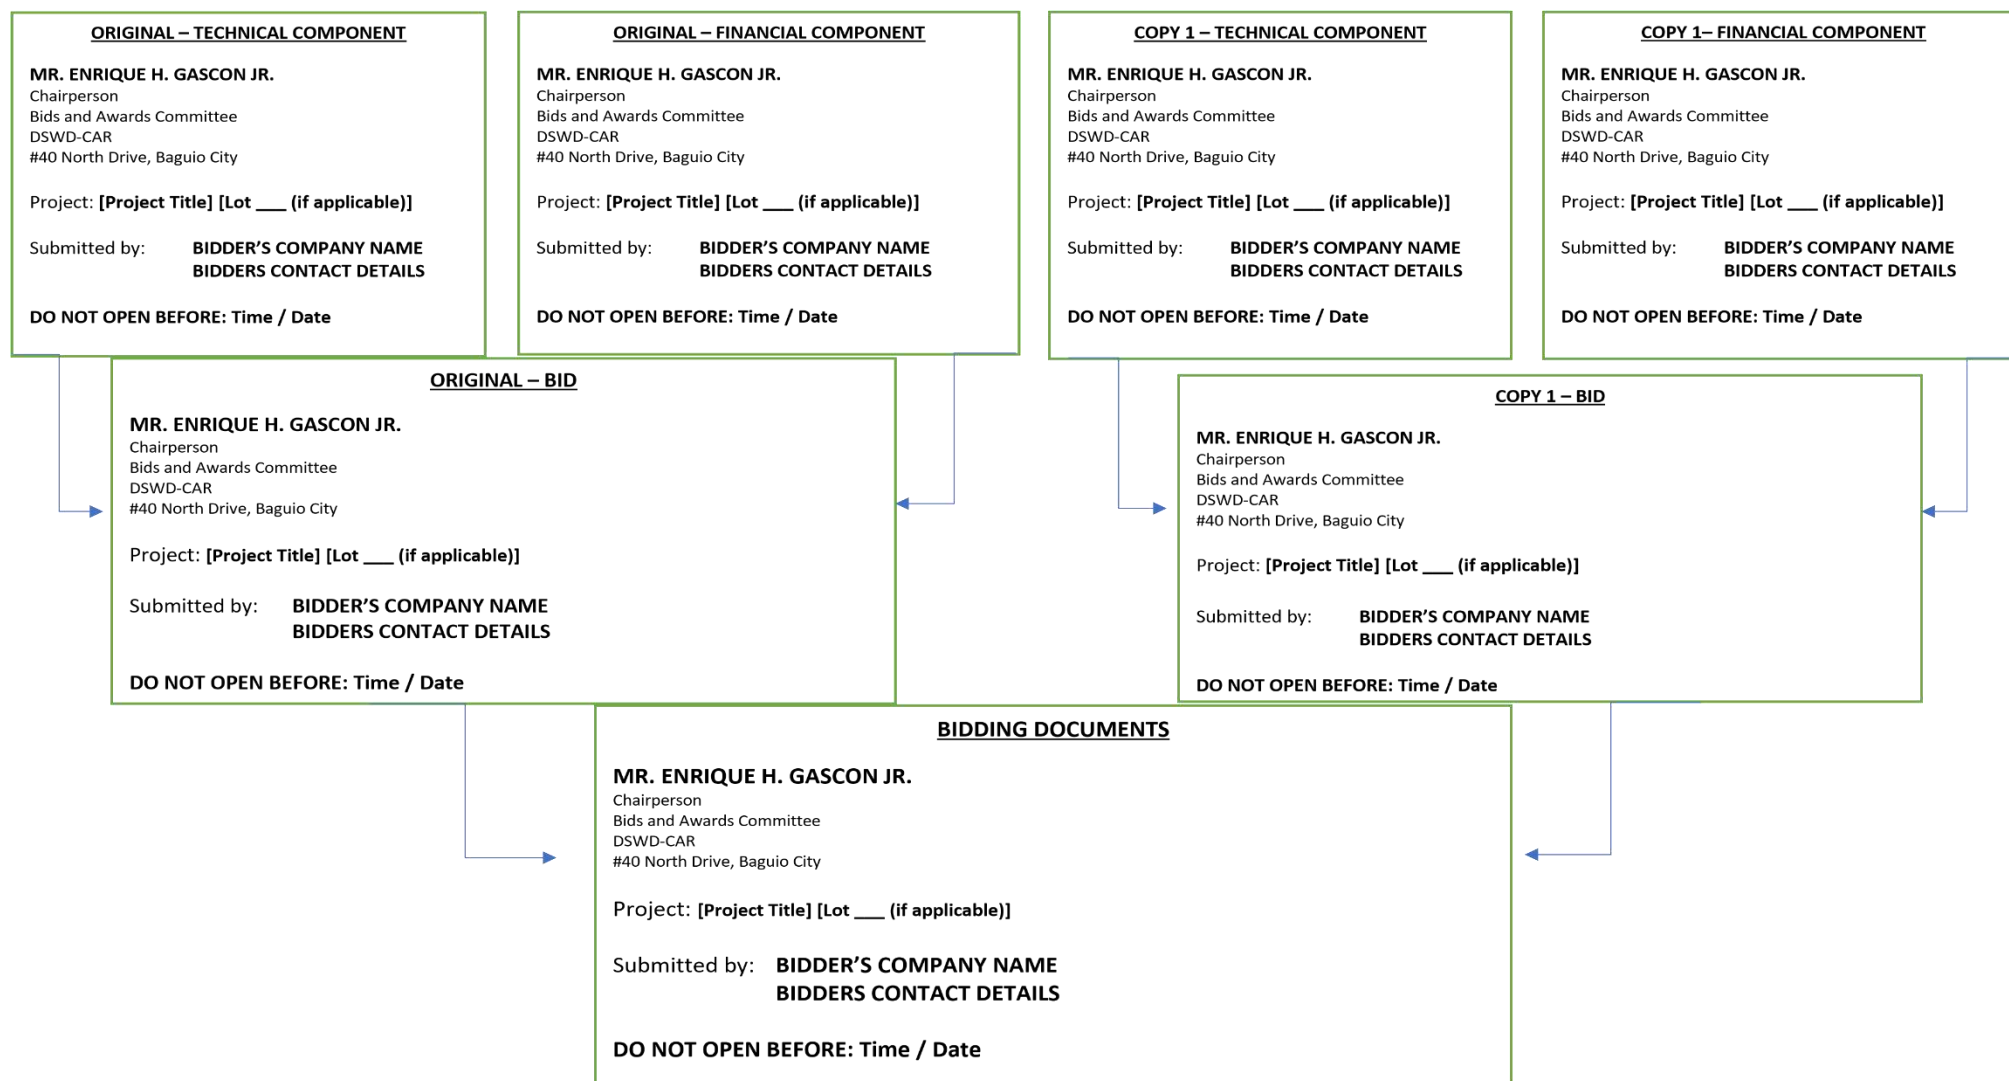 ORIGINAL – TECHNICAL COMPONENT
MR. ENRIQUE H. GASCON JR.
Chairperson
Bids and Awards Committee
DSWD-CAR
#40 North Drive, Baguio City
Project: [Project Title] [Lot ___ (if applicable)]
Submitted by: BIDDER’S COMPANY NAME
BIDDERS CONTACT DETAILS
DO NOT OPEN BEFORE: Time / Date
ORIGINAL – FINANCIAL COMPONENT
MR. ENRIQUE H. GASCON JR.
Chairperson
Bids and Awards Committee
DSWD-CAR
#40 North Drive, Baguio City
Project: [Project Title] [Lot ___ (if applicable)]
Submitted by: BIDDER’S COMPANY NAME
BIDDERS CONTACT DETAILS
DO NOT OPEN BEFORE: Time / Date
COPY 1 – TECHNICAL COMPONENT
MR. ENRIQUE H. GASCON JR.
Chairperson
Bids and Awards Committee
DSWD-CAR
#40 North Drive, Baguio City
Project: [Project Title] [Lot ___ (if applicable)]
Submitted by: BIDDER’S COMPANY NAME
BIDDERS CONTACT DETAILS
DO NOT OPEN BEFORE: Time / Date
COPY 1– FINANCIAL COMPONENT
MR. ENRIQUE H. GASCON JR.
Chairperson
Bids and Awards Committee
DSWD-CAR
#40 North Drive, Baguio City
Project: [Project Title] [Lot ___ (if applicable)]
Submitted by: BIDDER’S COMPANY NAME
BIDDERS CONTACT DETAILS
DO NOT OPEN BEFORE: Time / Date
ORIGINAL – BID
MR. ENRIQUE H. GASCON JR.
Chairperson
Bids and Awards Committee
DSWD-CAR
#40 North Drive, Baguio City
Project: [Project Title] [Lot ___ (if applicable)]
Submitted by: BIDDER’S COMPANY NAME
BIDDERS CONTACT DETAILS
DO NOT OPEN BEFORE: Time / Date
COPY 1 – BID
MR. ENRIQUE H. GASCON JR.
Chairperson
Bids and Awards Committee
DSWD-CAR
#40 North Drive, Baguio City
Project: [Project Title] [Lot ___ (if applicable)]
Submitted by: BIDDER’S COMPANY NAME
BIDDERS CONTACT DETAILS
DO NOT OPEN BEFORE: Time / Date
BIDDING DOCUMENTS
MR. ENRIQUE H. GASCON JR.
Chairperson
Bids and Awards Committee
DSWD-CAR
#40 North Drive, Baguio City
Project: [Project Title] [Lot ___ (if applicable)]
Submitted by: BIDDER’S COMPANY NAME
BIDDERS CONTACT DETAILS
DO NOT OPEN BEFORE: Time / Date